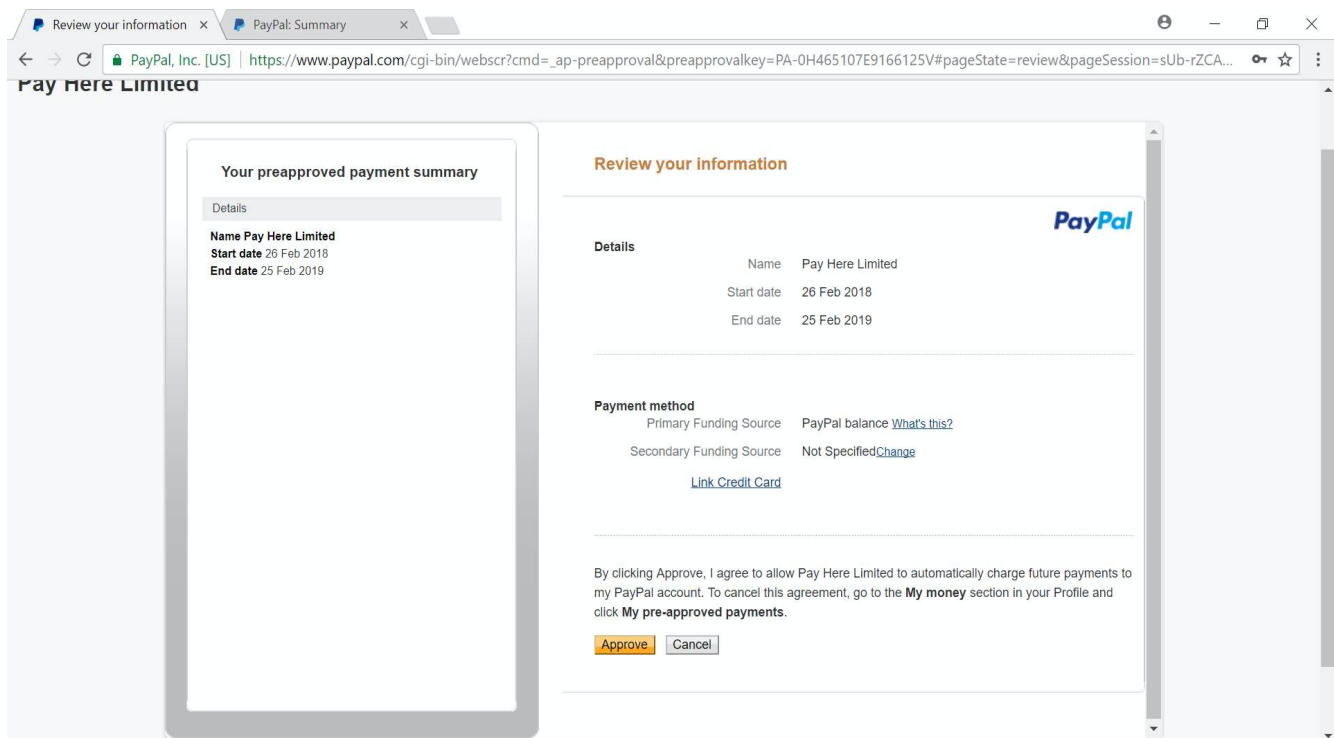 Review your information
PayPal: Summary
PayPal, Inc. [US] https://www.paypal.com/cgi-bin/webscr?cmd=_ap-preapproval&preapprovalkey=PA-0H465107E9166125V#pageState=review&pageSession=sUb-rZCA...
Pay Here Limited
Your preapproved payment summary
Details
Name Pay Here Limited
Start date 26 Feb 2018
End date 25 Feb 2019
Review your information
PayPal
Details
Name Pay Here Limited
Start date 26 Feb 2018
End date 25 Feb 2019
Payment method
Primary Funding Source PayPal balance What's this?
Secondary Funding Source Not SpecifiedChange
Link Credit Card
By clicking Approve, I agree to allow Pay Here Limited to automatically charge future payments to
my PayPal account. To cancel this agreement, go to the My money section in your Profile and
click My pre-approved payments.
Approve Cancel